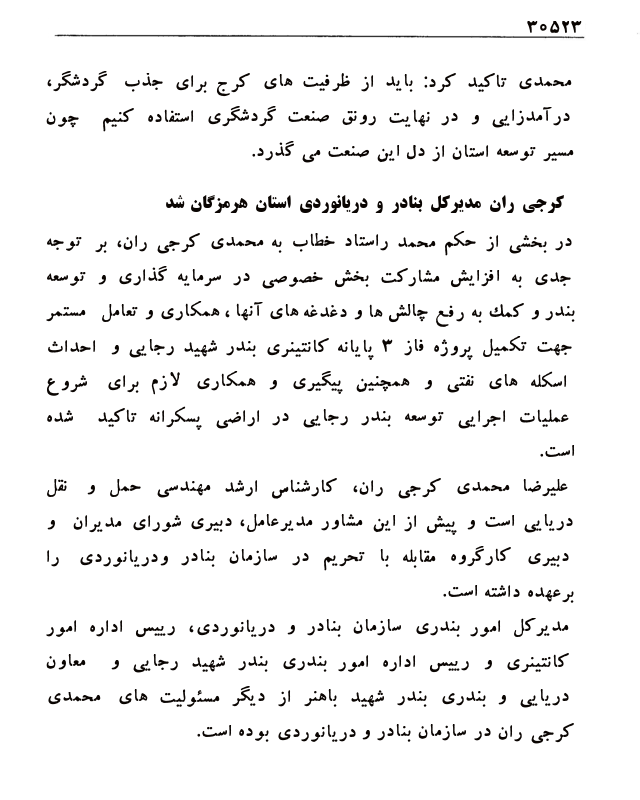 ۳۰۵۲۳
محمدی تاکید کرد: باید از ظرفیت های کرج برای جذب گردشگر،
درآمدزایی و در نهایت رونق صنعت گردشگری استفاده کنیم چون
مسیر توسعه استان از دل این صنعت می گذرد.
کرجی ران مدیرکل بنادر و دریانوردی استان هرمزگان شد
در بخشی از حکم محمد راستاد خطاب به محمدی کرجی ران، بر توجه
جدی به افزایش مشارکت بخش خصوصی در سرمایه گذاری و توسعه
بندر و کمك به رفع چالش ها و دغدغه های آنها، همکاری و تعامل مستمر
جهت تکمیل پروژه فاز ۳ پایانه کانتینری بندر شهید رجایی و احداث
اسکله های نفتی و همچنین پیگیری و همکاری لازم برای شروع
عملیات اجرایی توسعه بندر رجایی در اراضی پسکرانه تاکید شده
است.
علیرضا محمدی کرجی ران، کارشناس ارشد مهندسی حمل و نقل
دریایی است و پیش از این مشاور مدیرعامل، دبیری شورای مدیران و
دبیری کارگروه مقابله با تحریم در سازمان بنادر ودریانوردی را
برعهده داشته است.
مدیرکل امور بندری سازمان بنادر و دریانوردی، رییس اداره امور
کانتینری و رییس اداره امور بندری بندر شهید رجایی و معاون
دریایی و بندری بندر شهید باهنر از دیگر مسئولیت های محمدی
کرجی ران در سازمان بنادر و دریانوردی بوده است.